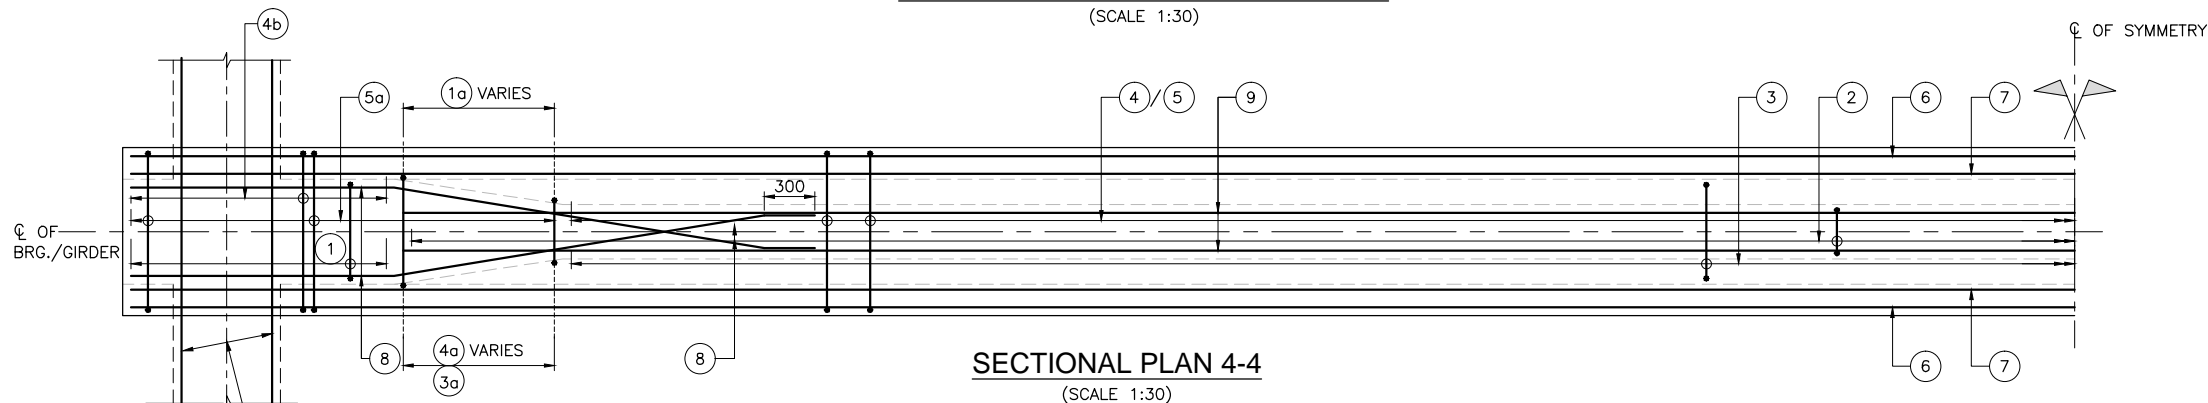 (SCALE 1:30)
4b
℄ OF SYMMETRY
5a
1a VARIES
4 / 5
9
3
2
6
7
300
℄ OF
BRG./GIRDER
1
8
4a VARIES
3a
8
SECTIONAL PLAN 4-4
(SCALE 1:30)
6
7